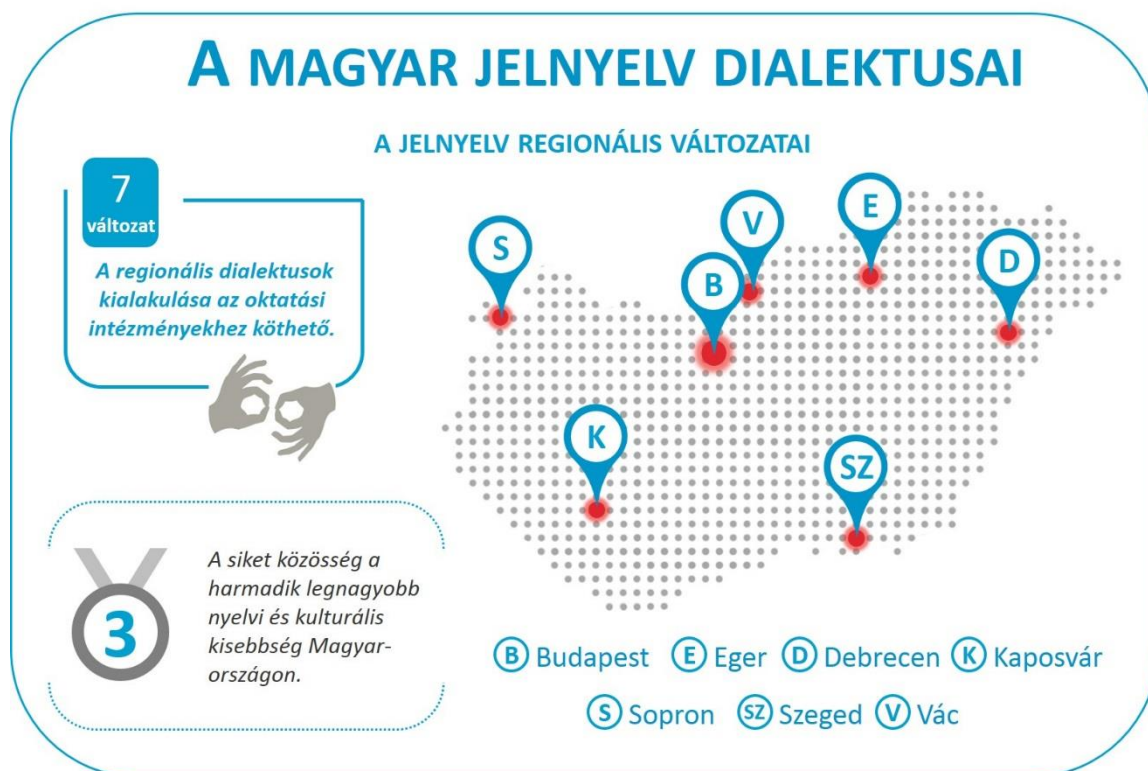 A MAGYAR JELNYELV DIALEKTUSAI
A JELNYELV REGIONÁLIS VÁLTOZATAI
7
változat
A regionális dialektusok
kialakulása az oktatási
intézményekhez köthető.
S
B
V
E
D
K
SZ
3
A siket közösség a
harmadik legnagyobb
nyelvi és kulturális
kisebbség Magyar-
országon.
B Budapest E Eger D Debrecen K Kaposvár
S Sopron SZ Szeged V Vác